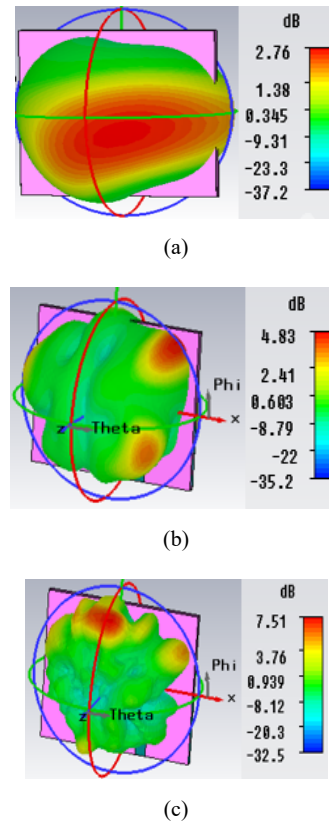 dB
2.76
1.38
0.345
-9.31
-23.3
-37.2
(a)
dB
4.83
2.41
0.603
-8.79
-22
-35.2
Phi
x
z Theta
(b)
dB
7.51
3.76
0.939
-8.12
-20.3
-32.5
Phi
x
z Theta
(c)